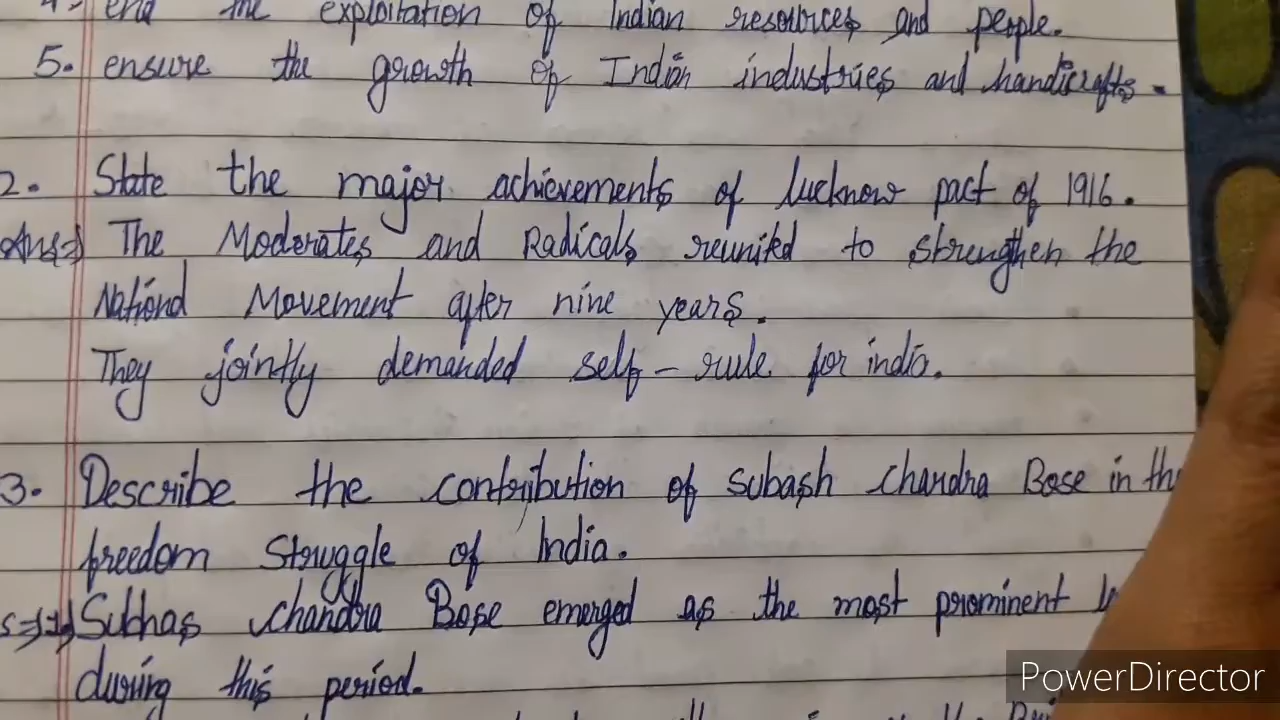 4. end the exploitation of Indian resources and people.
5. ensure the growth of Indian industries and handicrafts.
2. State the major achievements of lucknow pact of 1916.
Ans⇒ The Moderates and Radicals reunited to strengthen the
National Movement after nine years.
They jointly demanded self-rule for india.
3. Describe the contribution of Subash Chandra Bose in th
freedom Struggle of India.
Subhas Chandra Bose emerged as the most prominent
during this period.
PowerDirector